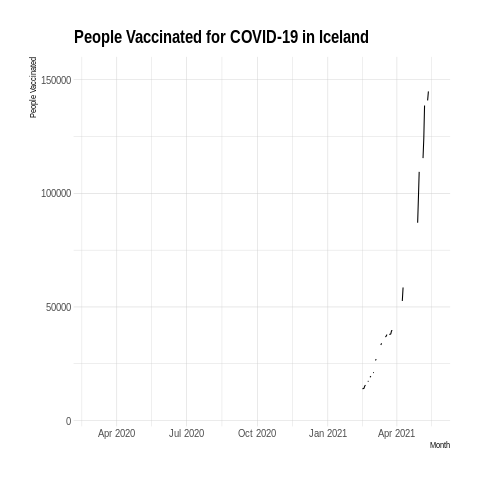 People Vaccinated for COVID-19 in Iceland
People Vaccinated
150000
100000
50000
0
Apr 2020 Jul 2020 Oct 2020 Jan 2021 Apr 2021
Month